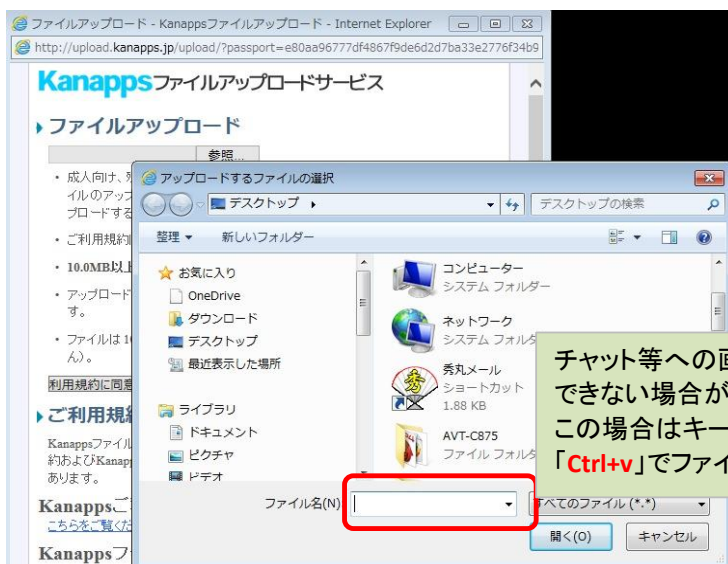 ファイルアップロード - Kanappsファイルアップロード - Internet Explorer
http://upload.kanapps.jp/upload/?passport=e80aa96777df4867f9de6d2d7ba33e2776f34b9
Kanappsファイルアップロードサービス
ファイルアップロード
参照...
・成人向け、
イルのアップ
プロードする
・ご利用規約
・10.0MB以上
・アップロード
す。
・ファイルは1
ん)。
利用規約に同意
ご利用規約
Kanappsファイル
約およびKanapp
あります。
Kanappsご
こちらをご覧くだ
Kanappsフ
アップロードするファイルの選択
デスクトップ
デスクトップの検索
整理
新しいフォルダー
お気に入り
OneDrive
ダウンロード
デスクトップ
最近表示した場所
ライブラリ
ドキュメント
ピクチャ
ビデオ
コンピューター
システム フォルダー
ネットワーク
システム フォルダ
秀丸メール
ショートカット
1.88 KB
AVT-C875
ファイル フォルダ
ファイル名(N)
すべてのファイル (*.*)
開く(O)
キャンセル
チャット等への画
できない場合が
この場合はキー
「Ctrl+v」でファイ